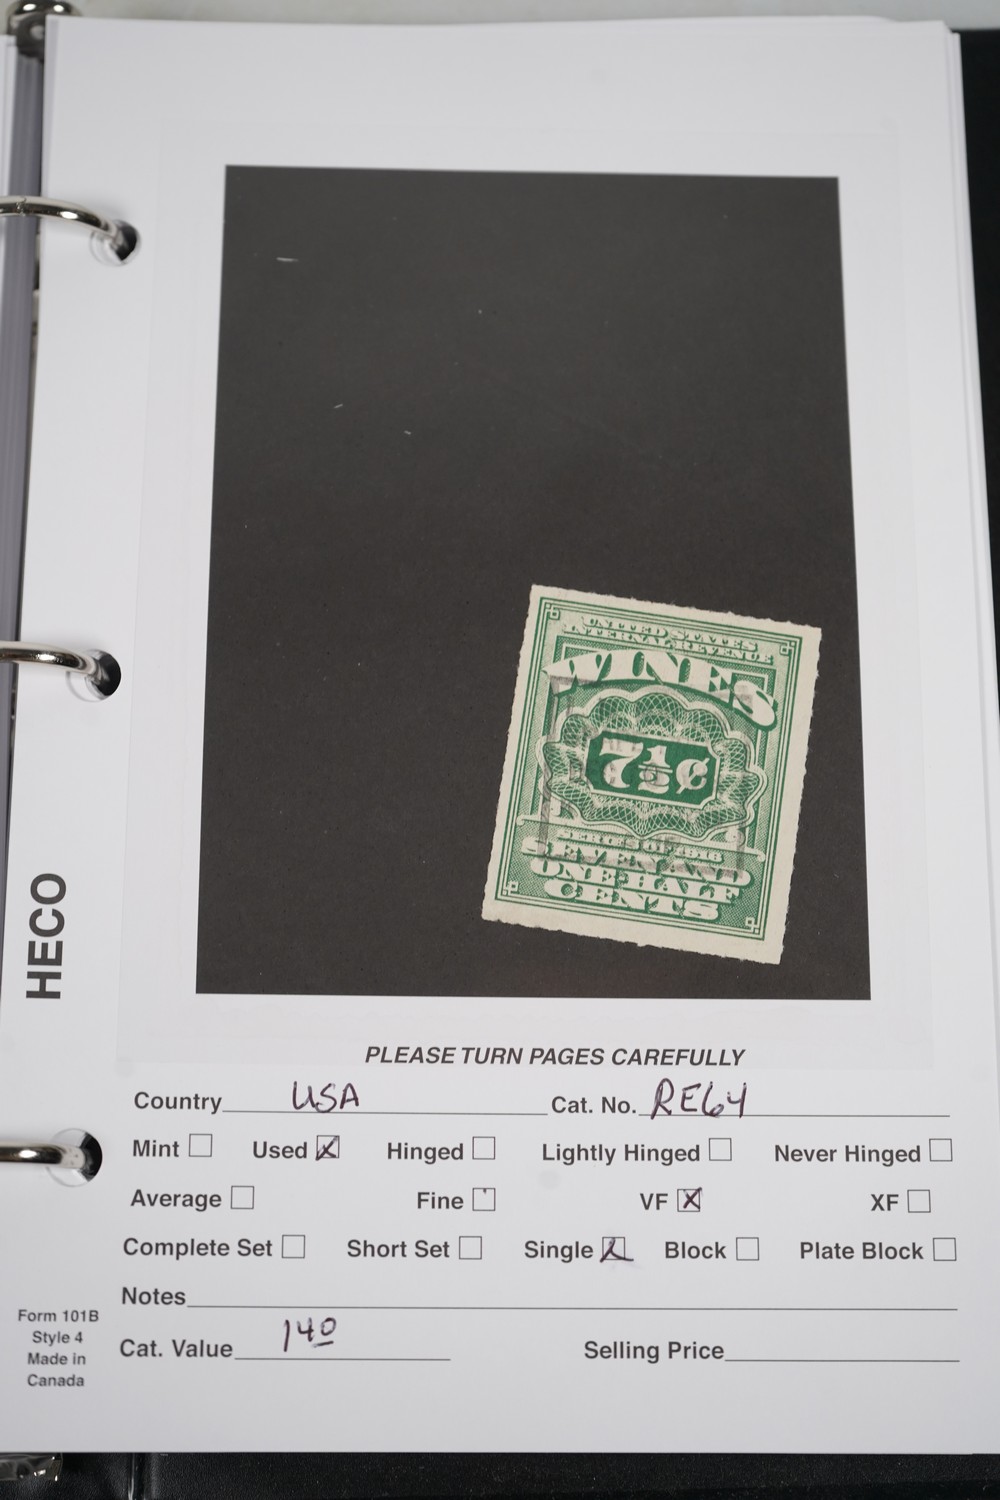 UNITED STATES
INTERNAL REVENUE
WINES
7½¢
SERIES OF 1916
SEVEN AND
ONE-HALF
CENTS
HECO
PLEASE TURN PAGES CAREFULLY
Country USA Cat. No. RE64
Mint Used X Hinged Lightly Hinged Never Hinged
Average Fine VF X XF
Complete Set Short Set Single Block Plate Block
Notes
Cat. Value 140 Selling Price
Form 101B
Style 4
Made in
Canada